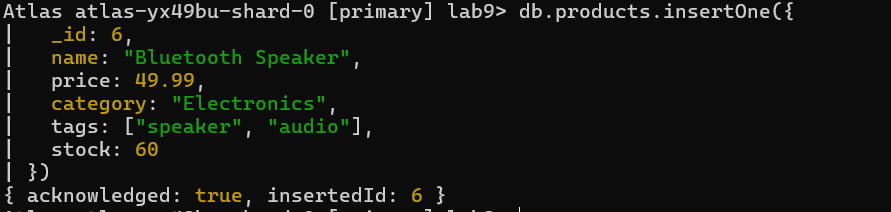 Atlas atlas-yx49bu-shard-0 [primary] lab9> db.products.insertOne({
|   _id: 6,
|   name: "Bluetooth Speaker",
|   price: 49.99,
|   category: "Electronics",
|   tags: ["speaker", "audio"],
|   stock: 60
| })
{ acknowledged: true, insertedId: 6 }